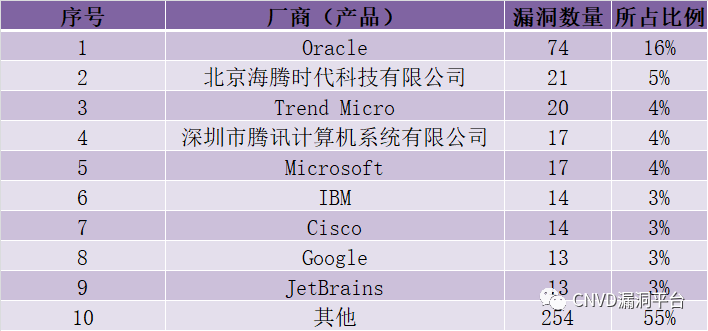 序号 厂商（产品） 漏洞数量 所占比例
1 Oracle 74 16%
2 北京海腾时代科技有限公司 21 5%
3 Trend Micro 20 4%
4 深圳市腾讯计算机系统有限公司 17 4%
5 Microsoft 17 4%
6 IBM 14 3%
7 Cisco 14 3%
8 Google 13 3%
9 JetBrains 13 3%
10 其他 254 55%
CNVD漏洞平台